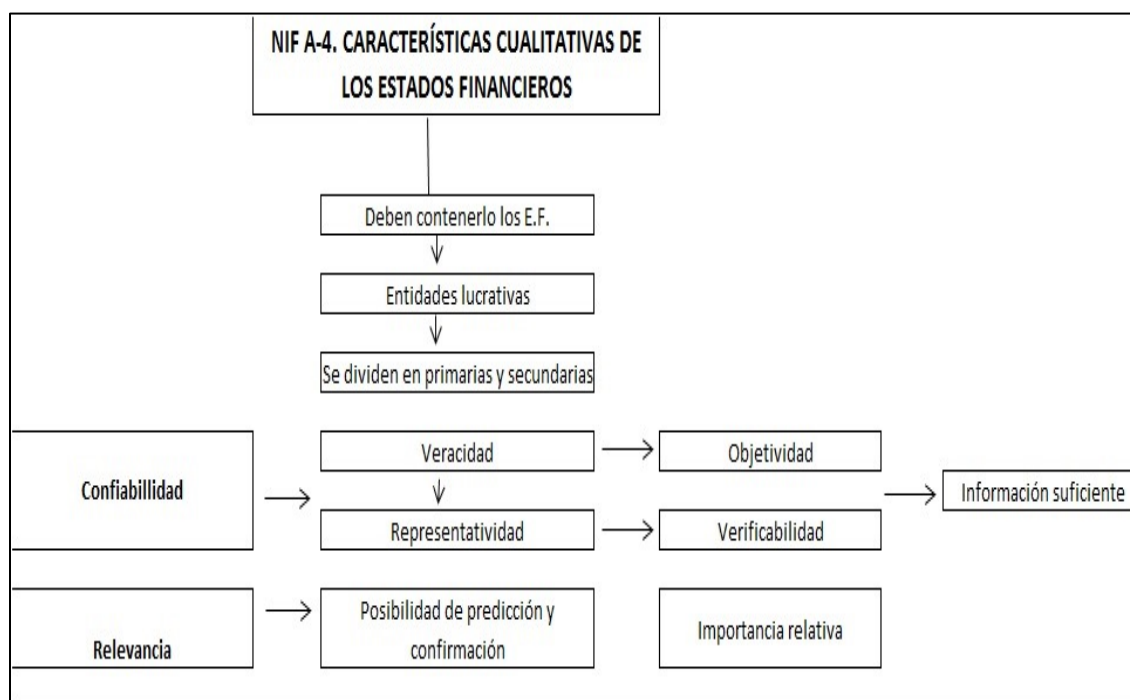 NIF A-4. CARACTERÍSTICAS CUALITATIVAS DE
LOS ESTADOS FINANCIEROS
Deben contenerlo los E.F.
Entidades lucrativas
Se dividen en primarias y secundarias
Confiabillidad
Veracidad
Objetividad
Representatividad
Verificabilidad
Información suficiente
Relevancia
Posibilidad de predicción y
confirmación
Importancia relativa